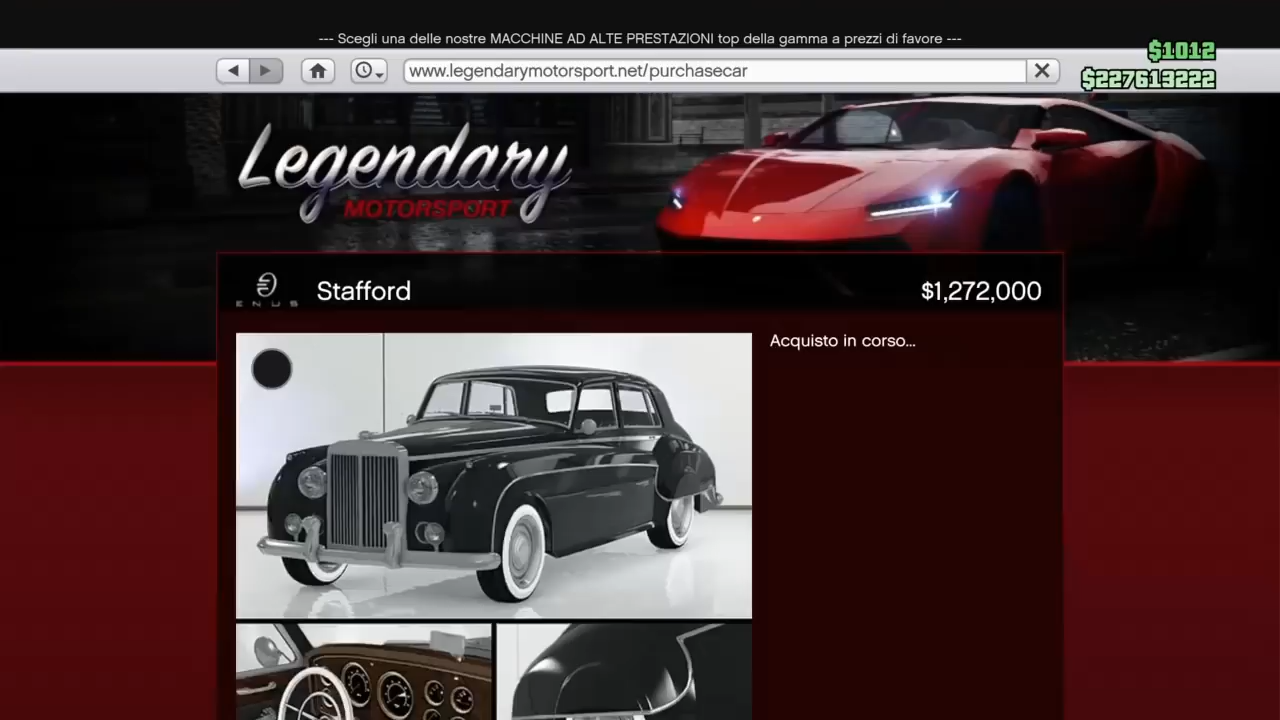 --- Scegli una delle nostre MACCHINE AD ALTE PRESTAZIONI top della gamma a prezzi di favore ---
$1012
www.legendarymotorsport.net/purchasecar
$227613222
Legendary
MOTORSPORT
ENUS
Stafford
$1,272,000
Acquisto in corso...